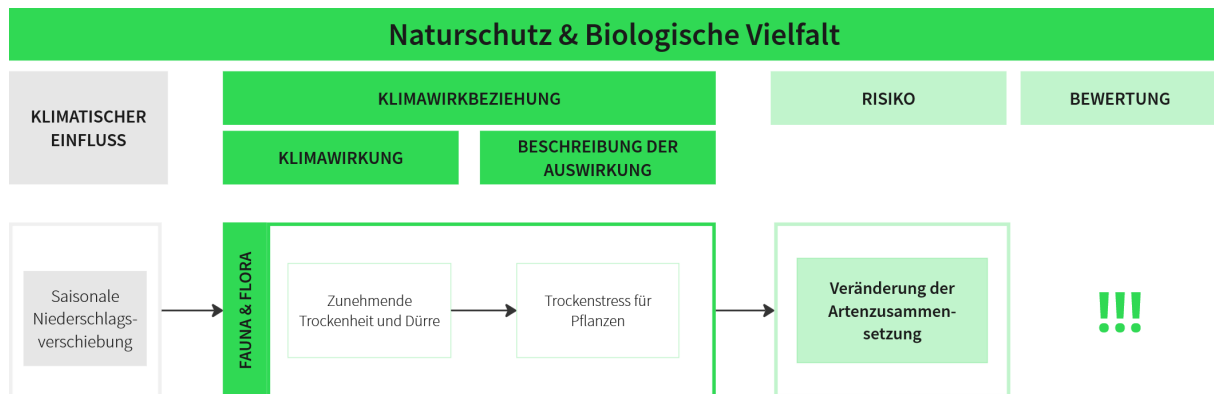 Naturschutz & Biologische Vielfalt
KLIMATISCHER
EINFLUSS
KLIMAWIRKBEZIEHUNG
RISIKO
BEWERTUNG
KLIMAWIRKUNG
BESCHREIBUNG DER
AUSWIRKUNG
Saisonale
Niederschlags-
verschiebung
FAUNA & FLORA
Zunehmende
Trockenheit und Dürre
Trockenstress für
Pflanzen
Veränderung der
Artenzusammen-
setzung
!!!